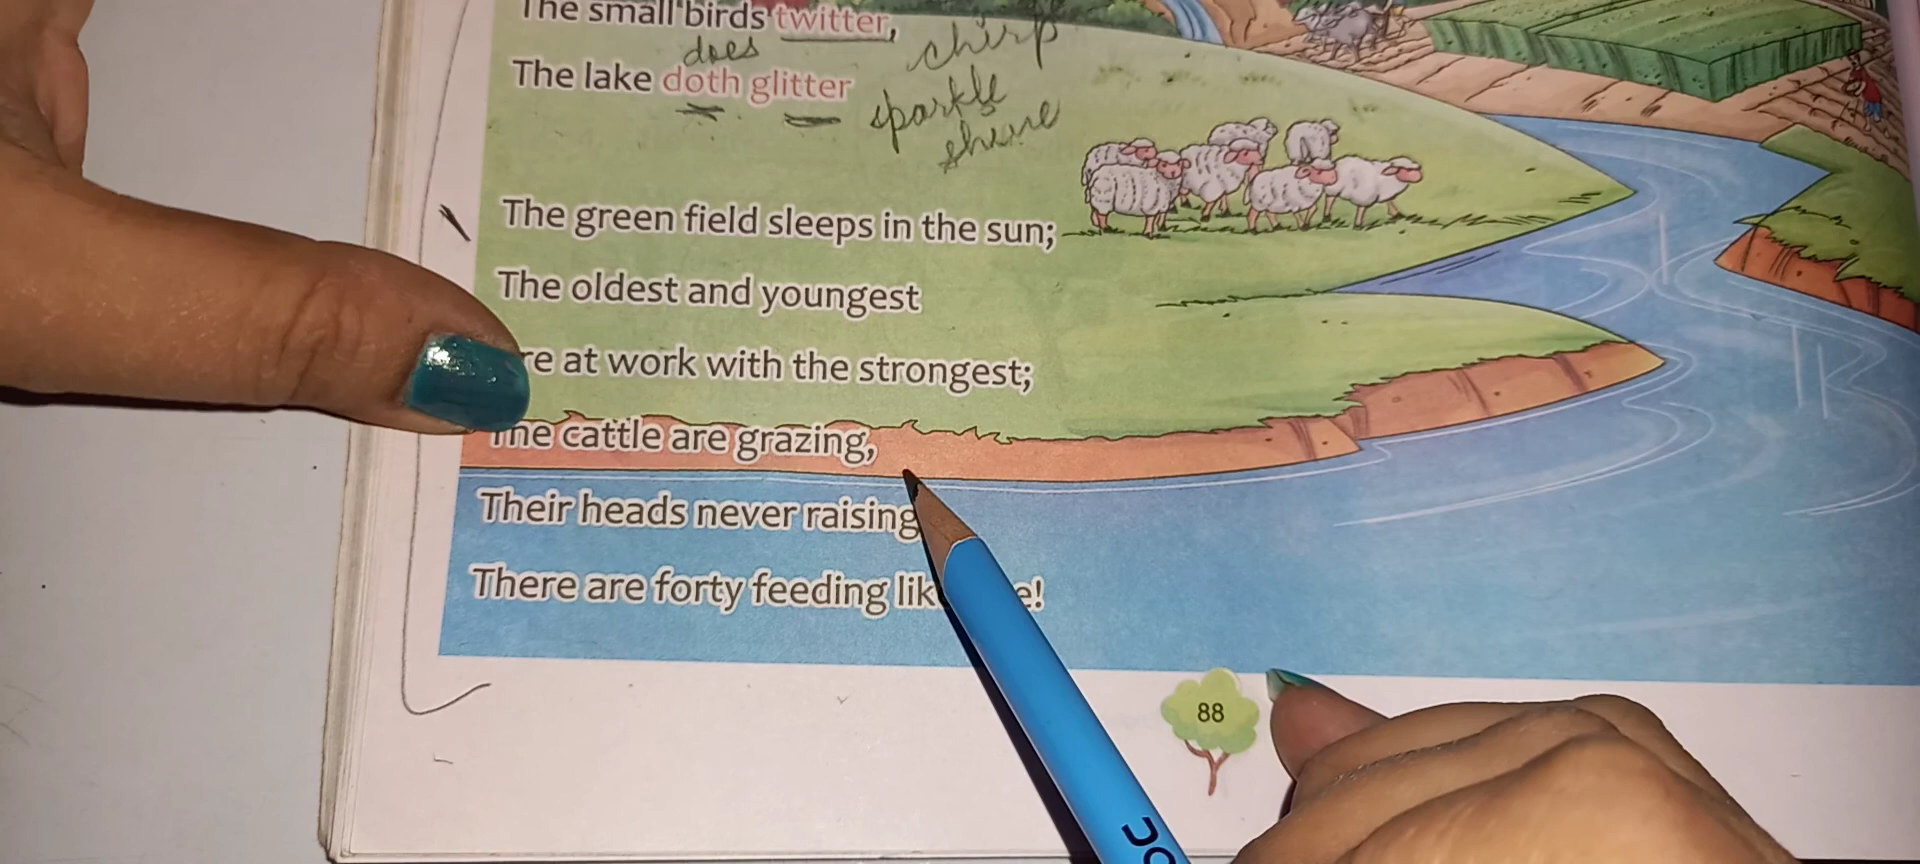 The small birds twitter,
chirp
does
The lake doth glitter
sparkle
shine
The green field sleeps in the sun;
The oldest and youngest
at work with the strongest;
The cattle are grazing,
Their heads never raising
There are forty feeding
88